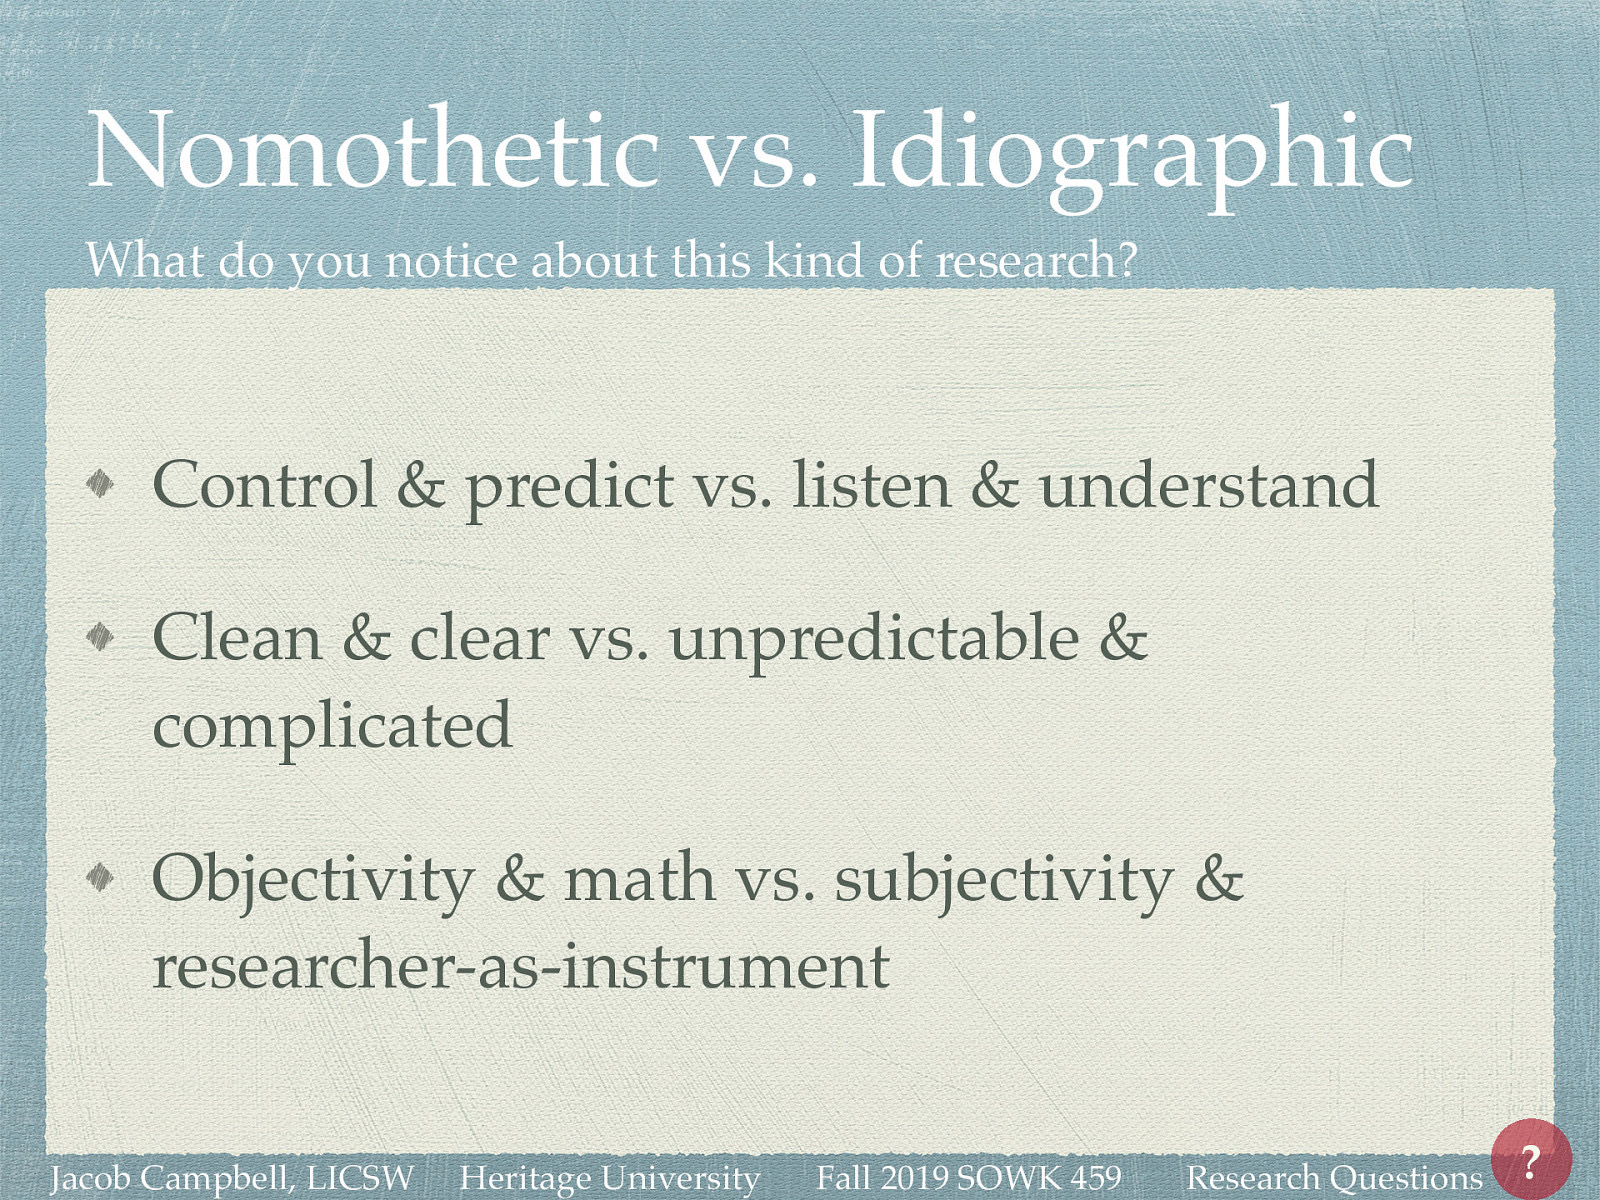 Nomothetic vs. Idiographic
What do you notice about this kind of research?
Control & predict vs. listen & understand
Clean & clear vs. unpredictable &
complicated
Objectivity & math vs. subjectivity &
researcher-as-instrument
Jacob Campbell, LICSW Heritage University Fall 2019 SOWK 459 Research Questions ?